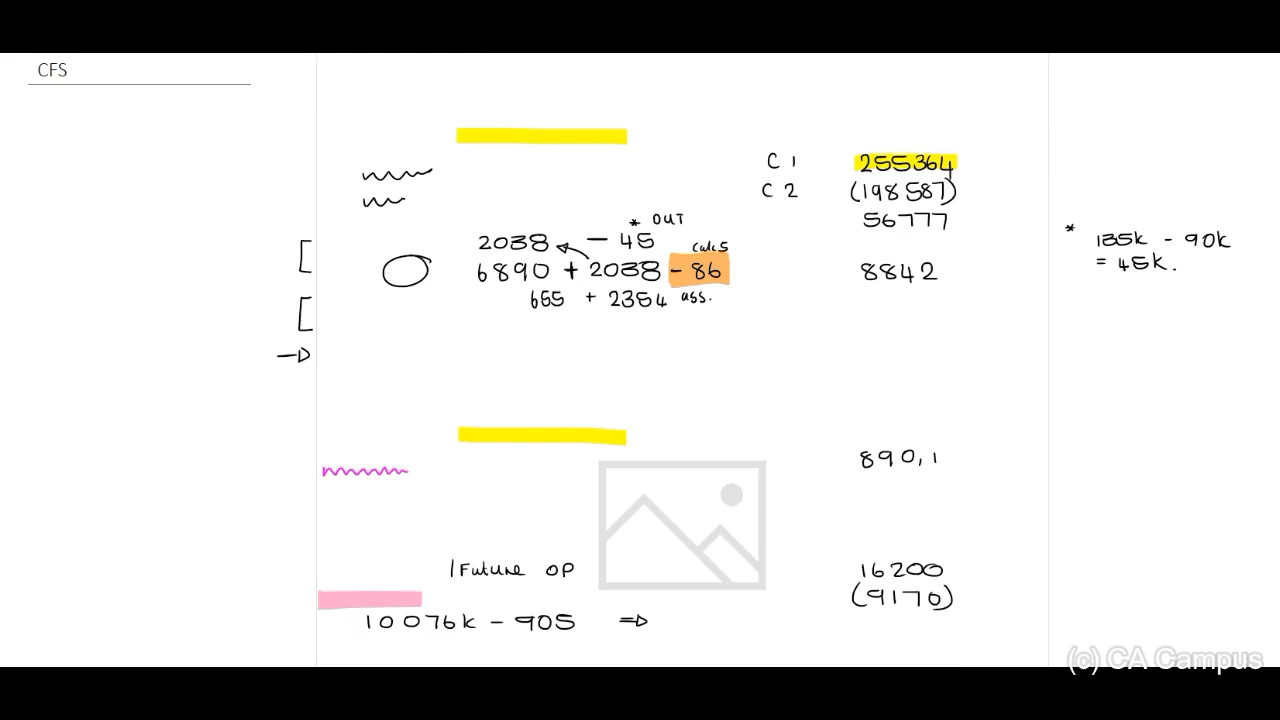 CFS
C 1 255364
C 2 (198587)
* OUT 56777
2038 - 45
* 135k - 90k
= 45k.
calcs
6890 + 2038 - 86 8842
655 + 2354 ass.
890,1
Future OP 16200
(9170)
10076k - 905 ⇒
(c) CA Campus